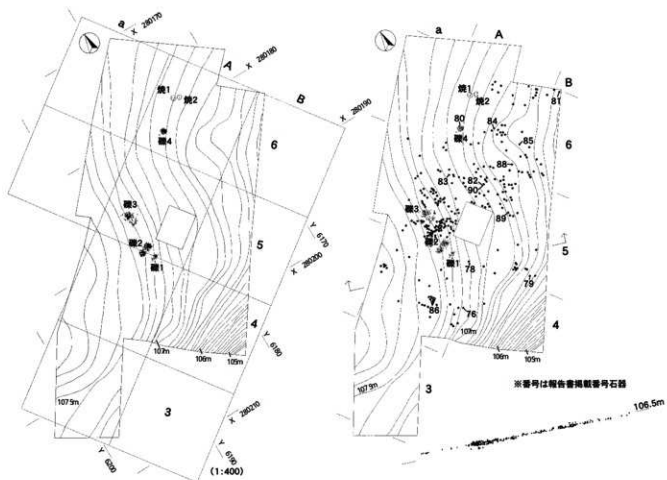 a
A
B
X 280170
X 280180
X 280190
焼1
焼2
礫4
6
礫3
Y 6170
5
X 280200
礫2
礫1
4
Y 6180
107m
106m
105m
107.5m
3
X 280210
Y 6190
Y 6200
(1:400)
a
A
B
焼1
焼2
81
80
84
礫4
85
6
88
83
82
90
礫3
89
礫2
5
礫1
78
79
86
76
4
107m
106m
105m
107.5m
3
※番号は報告書掲載番号石器
106.5m